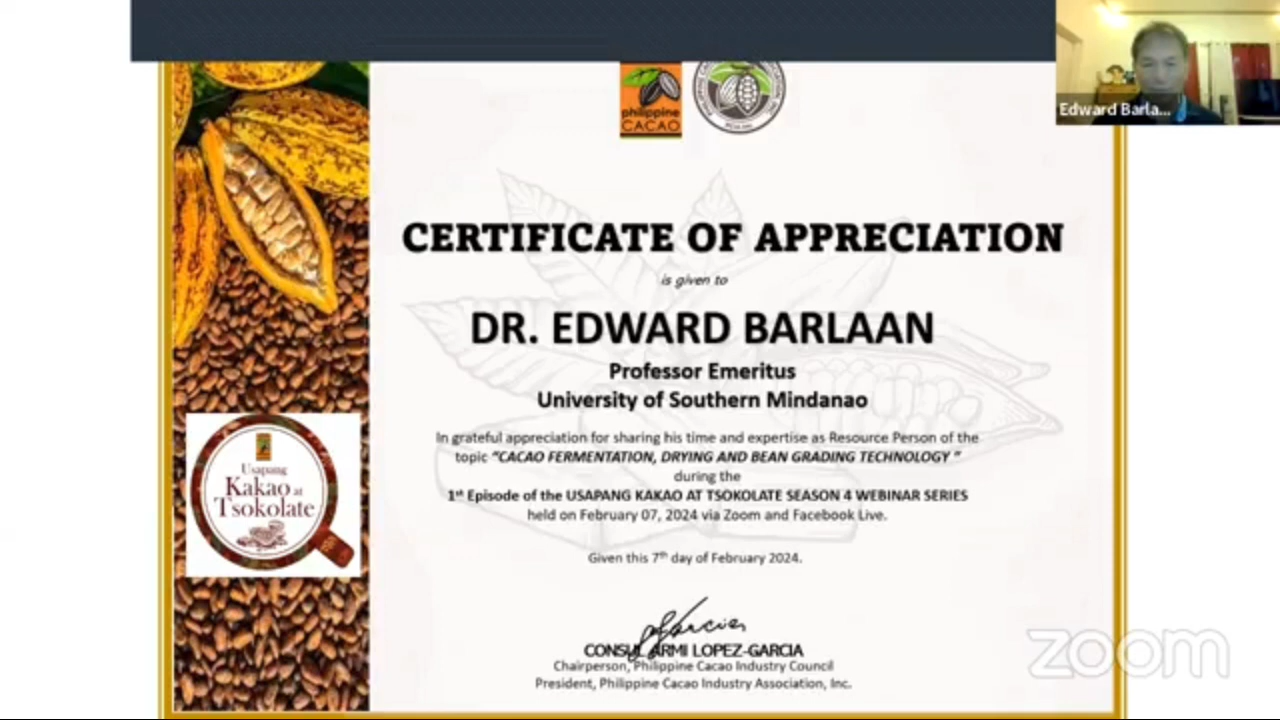 philippine
CACAO
Edward Barla...
CERTIFICATE OF APPRECIATION
is given to
DR. EDWARD BARLAAN
Professor Emeritus
University of Southern Mindanao
In grateful appreciation for sharing his time and expertise as Resource Person of the
topic “CACAO FERMENTATION, DRYING AND BEAN GRADING TECHNOLOGY ”
during the
1st Episode of the USAPANG KAKAO AT TSOKOLATE SEASON 4 WEBINAR SERIES
held on February 07, 2024 via Zoom and Facebook Live.
Given this 7th day of February 2024.
Usapang
Kakao at
Tsokolate
CONSUL ARMI LOPEZ-GARCIA
Chairperson, Philippine Cacao Industry Council
President, Philippine Cacao Industry Association, Inc.
zoom